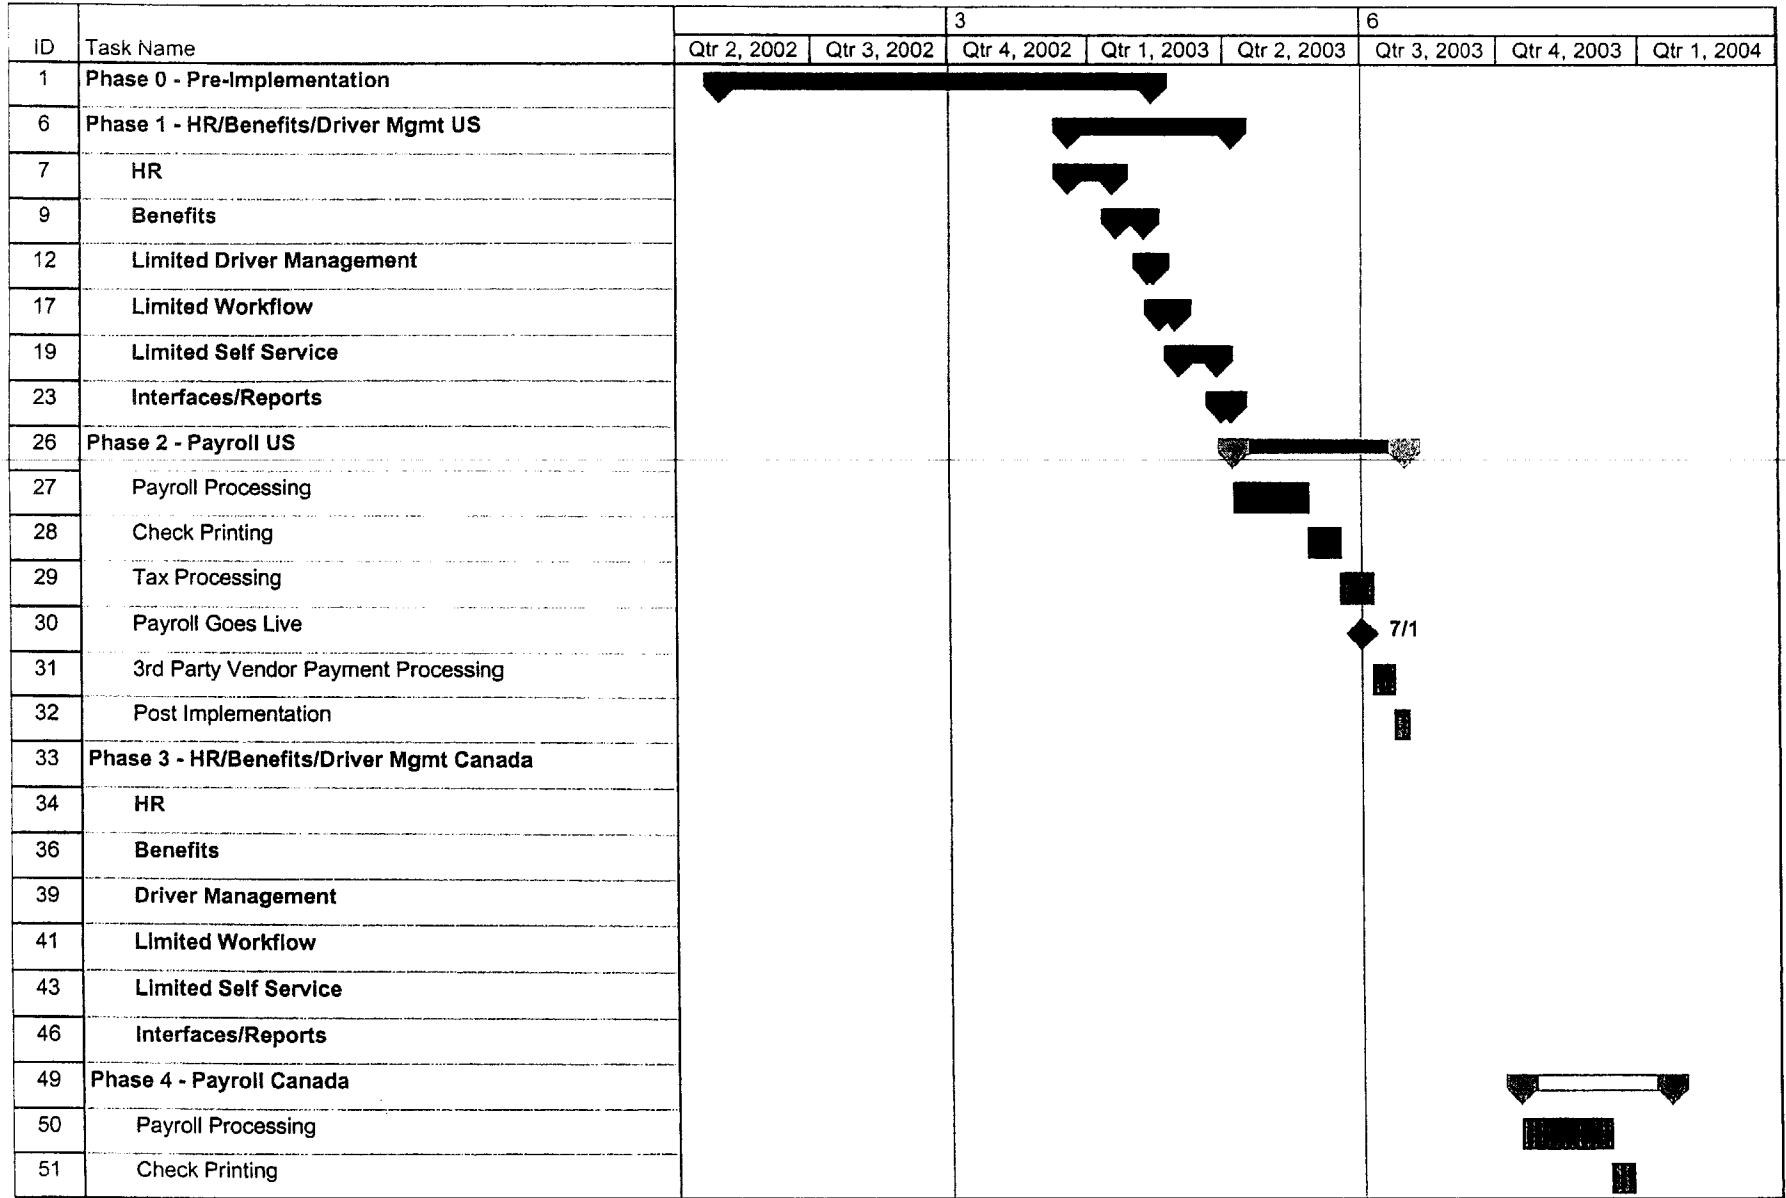 3 6
ID Task Name Qtr 2, 2002 Qtr 3, 2002 Qtr 4, 2002 Qtr 1, 2003 Qtr 2, 2003 Qtr 3, 2003 Qtr 4, 2003 Qtr 1, 2004
1 Phase 0 - Pre-Implementation
6 Phase 1 - HR/Benefits/Driver Mgmt US
7 HR
9 Benefits
12 Limited Driver Management
17 Limited Workflow
19 Limited Self Service
23 Interfaces/Reports
26 Phase 2 - Payroll US
27 Payroll Processing
28 Check Printing
29 Tax Processing
30 Payroll Goes Live 7/1
31 3rd Party Vendor Payment Processing
32 Post Implementation
33 Phase 3 - HR/Benefits/Driver Mgmt Canada
34 HR
36 Benefits
39 Driver Management
41 Limited Workflow
43 Limited Self Service
46 Interfaces/Reports
49 Phase 4 - Payroll Canada
50 Payroll Processing
51 Check Printing